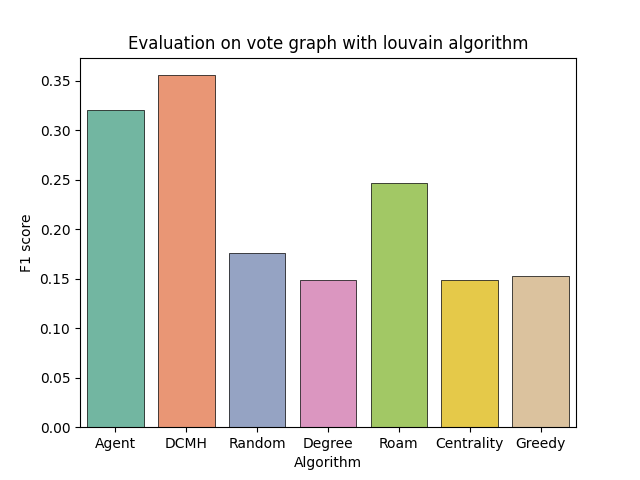 Evaluation on vote graph with louvain algorithm
0.35
0.30
0.25
0.20
0.15
0.10
0.05
0.00
F1 score
Agent DCMH Random Degree Roam Centrality Greedy
Algorithm